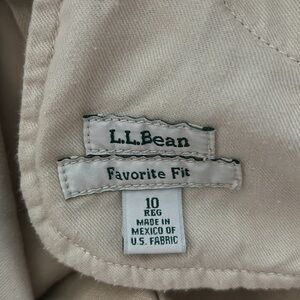 L.L.Bean
Favorite Fit
10
REG
MADE IN
MEXICO OF
U.S. FABRIC